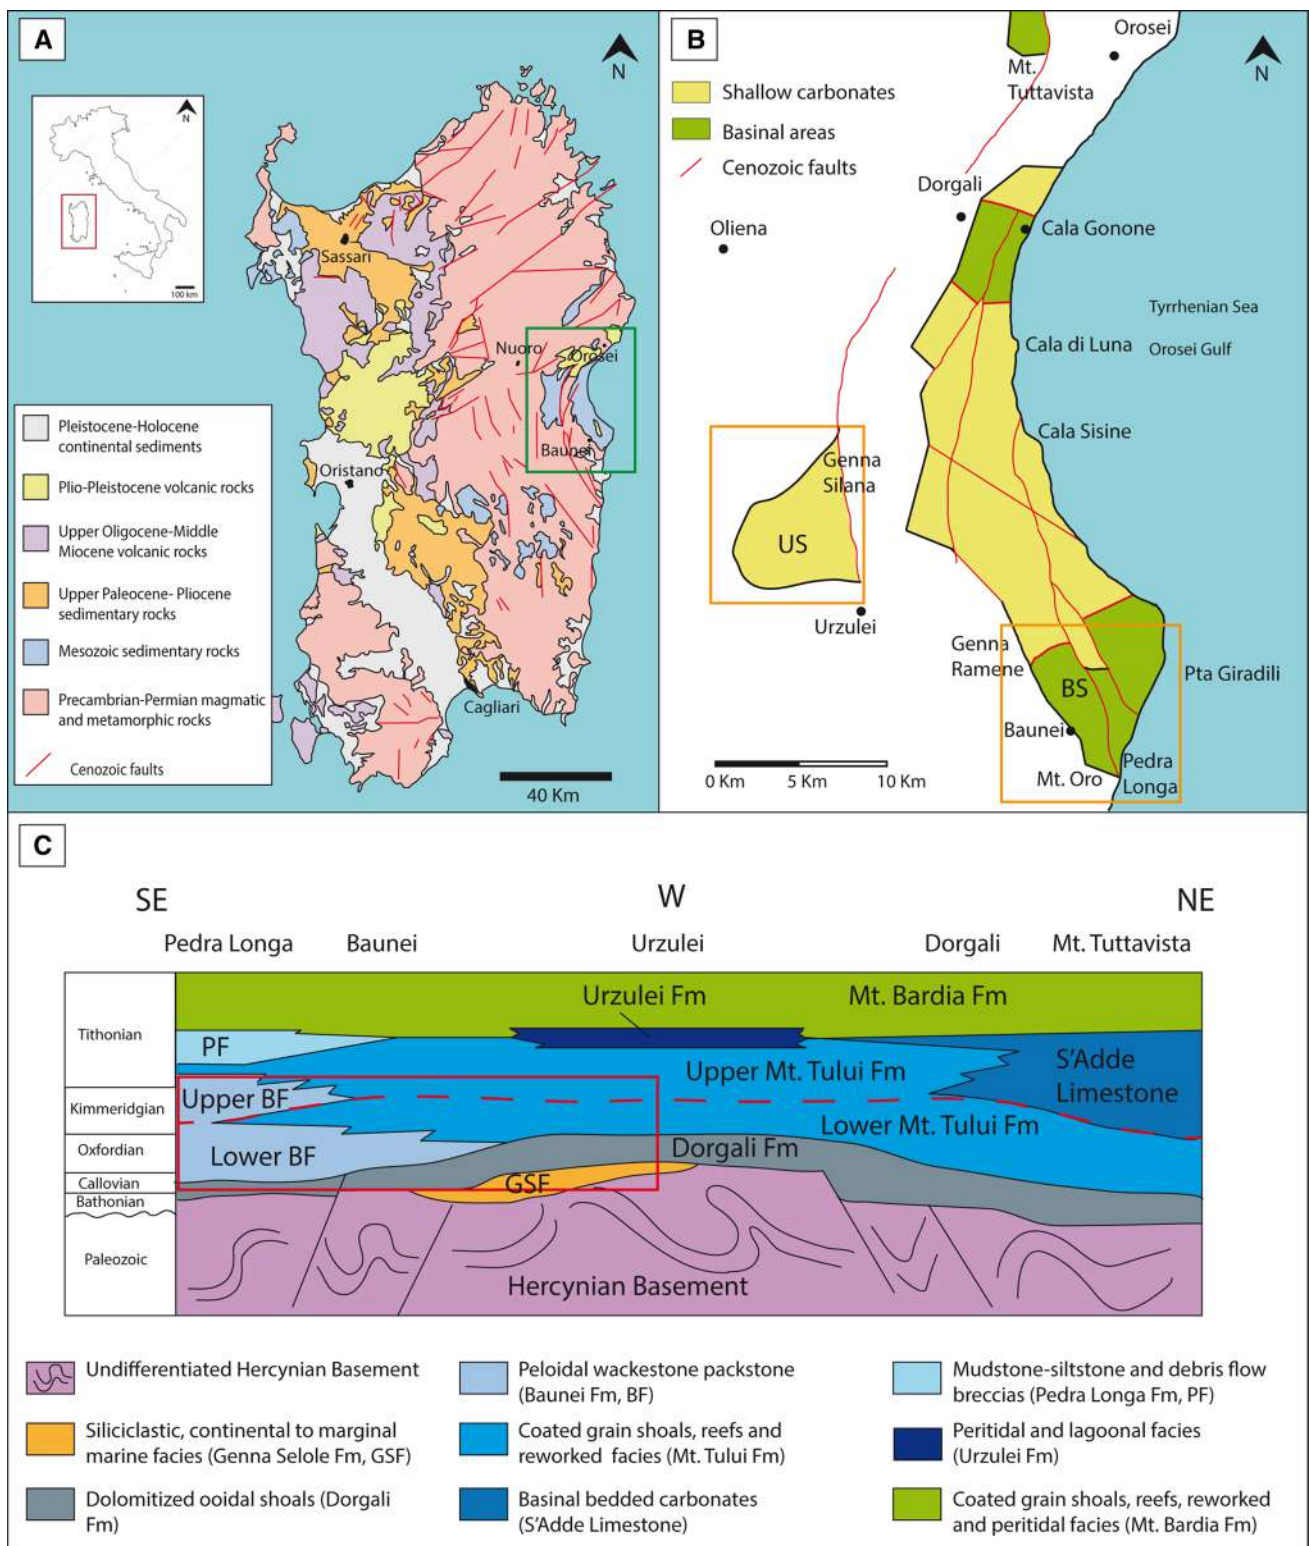 A
N
N
100 km
Sassari
Nuoro
Orosei
Baunei
Oristano
Cagliari
Pleistocene-Holocene
continental sediments
Plio-Pleistocene volcanic rocks
Upper Oligocene-Middle
Miocene volcanic rocks
Upper Paleocene- Pliocene
sedimentary rocks
Mesozoic sedimentary rocks
Precambrian-Permian magmatic
and metamorphic rocks
Cenozoic faults
40 Km
B
N
Shallow carbonates
Basinal areas
Cenozoic faults
Orosei
Mt.
Tuttavista
Dorgali
Oliena
Cala Gonone
Tyrrhenian Sea
Cala di Luna
Orosei Gulf
Cala Sisine
Genna
Silana
US
Urzulei
Genna
Ramene
BS
Pta Giradili
Baunei
Mt. Oro
Pedra
Longa
0 Km
5 Km
10 Km
C
SE
W
NE
Pedra Longa
Baunei
Urzulei
Dorgali
Mt. Tuttavista
Tithonian
Kimmeridgian
Oxfordian
Callovian
Bathonian
Paleozoic
Urzulei Fm
Mt. Bardia Fm
PF
Upper Mt. Tului Fm
S'Adde
Limestone
Upper BF
Lower Mt. Tului Fm
Lower BF
Dorgali Fm
GSF
Hercynian Basement
Undifferentiated Hercynian Basement
Siliciclastic, continental to marginal
marine facies (Genna Selole Fm, GSF)
Dolomitized ooidal shoals (Dorgali
Fm)
Peloidal wackestone packstone
(Baunei Fm, BF)
Coated grain shoals, reefs and
reworked facies (Mt. Tului Fm)
Basinal bedded carbonates
(S'Adde Limestone)
Mudstone-siltstone and debris flow
breccias (Pedra Longa Fm, PF)
Peritidal and lagoonal facies
(Urzulei Fm)
Coated grain shoals, reefs, reworked
and peritidal facies (Mt. Bardia Fm)